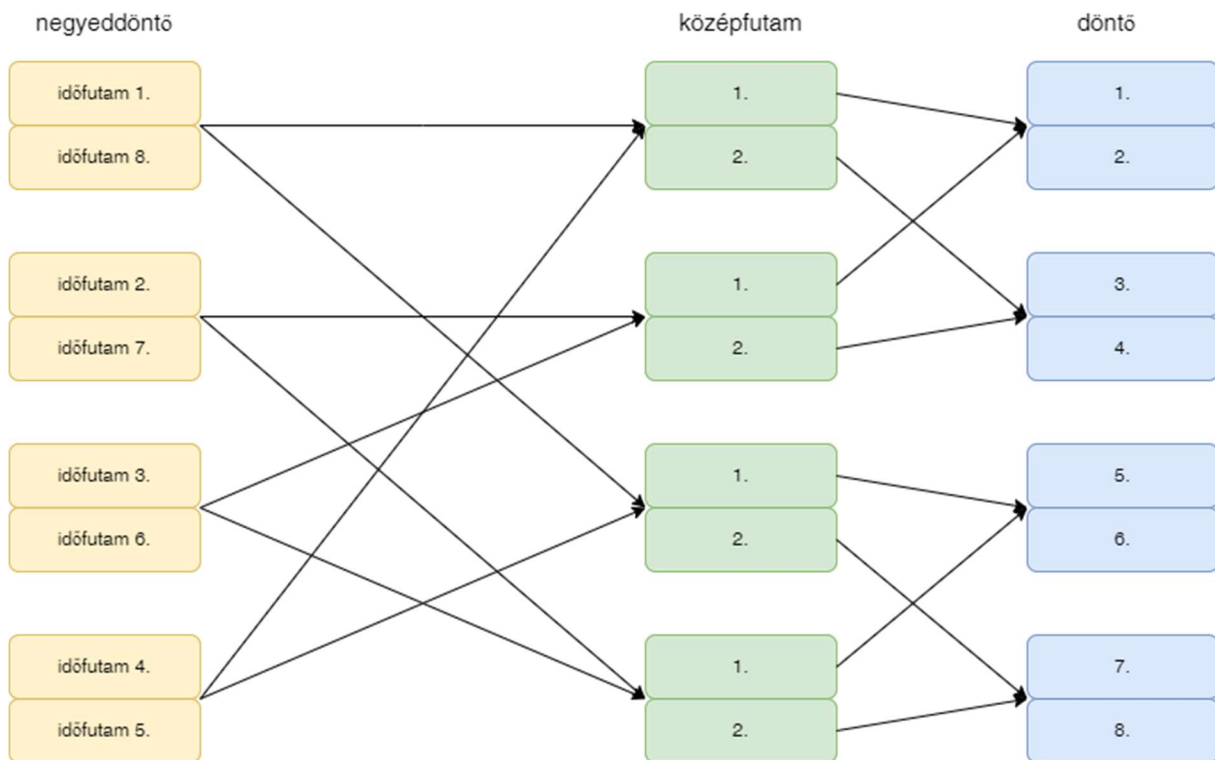 negyeddöntő
időfutam 1.
időfutam 8.
időfutam 2.
időfutam 7.
időfutam 3.
időfutam 6.
időfutam 4.
időfutam 5.
középfutam
1.
2.
1.
2.
1.
2.
1.
2.
döntő
1.
2.
3.
4.
5.
6.
7.
8.